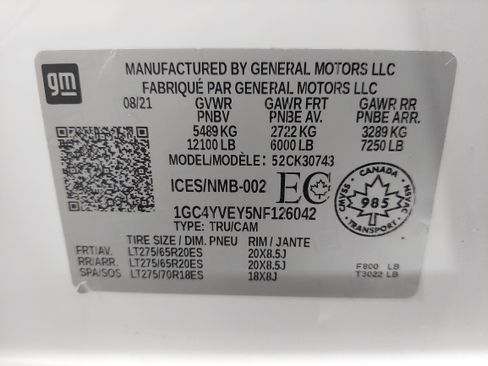 gm
MANUFACTURED BY GENERAL MOTORS LLC
FABRIQUÉ PAR GENERAL MOTORS LLC
08/21 GVWR GAWR FRT GAWR RR
PNBV PNBE AV. PNBE ARR.
5489 KG 2722 KG 3289 KG
12100 LB 6000 LB 7250 LB
MODEL/MODÈLE: 52CK30743
ICES/NMB-002 EC
CANADA
SVMAC NSVAC
985
TRANSPORT
1GC4YVEY5NF126042
TYPE: TRU/CAM
TIRE SIZE / DIM. PNEU RIM / JANTE
FRT/AV. LT275/65R20ES 20X8.5J
RR/ARR. LT275/65R20ES 20X8.5J
SPA/SOS LT275/70R18ES 18X8J
F800 LB
T3022 LB